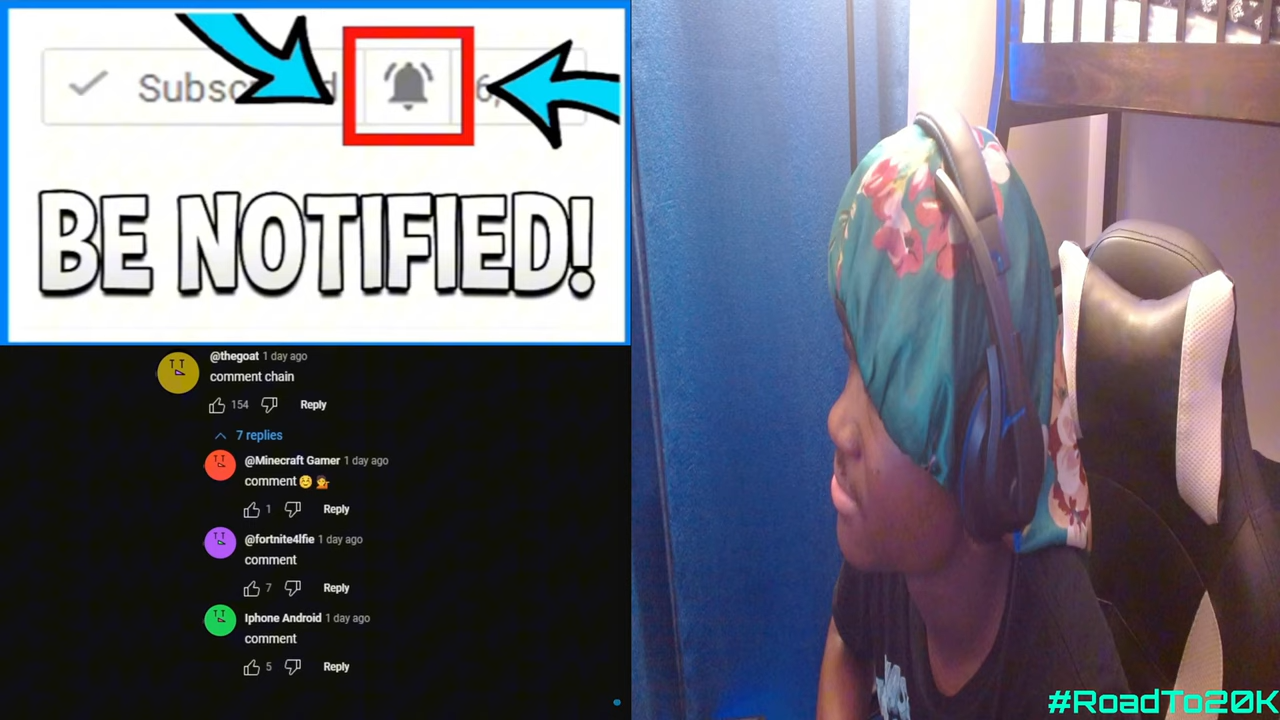 BE NOTIFIED!
@thegoat 1 day ago
comment chain
154 Reply
7 replies
@Minecraft Gamer 1 day ago
comment☺️💁
1 Reply
@fortnite4lfie 1 day ago
comment
7 Reply
Iphone Android 1 day ago
comment
5 Reply
#RoadTo20K